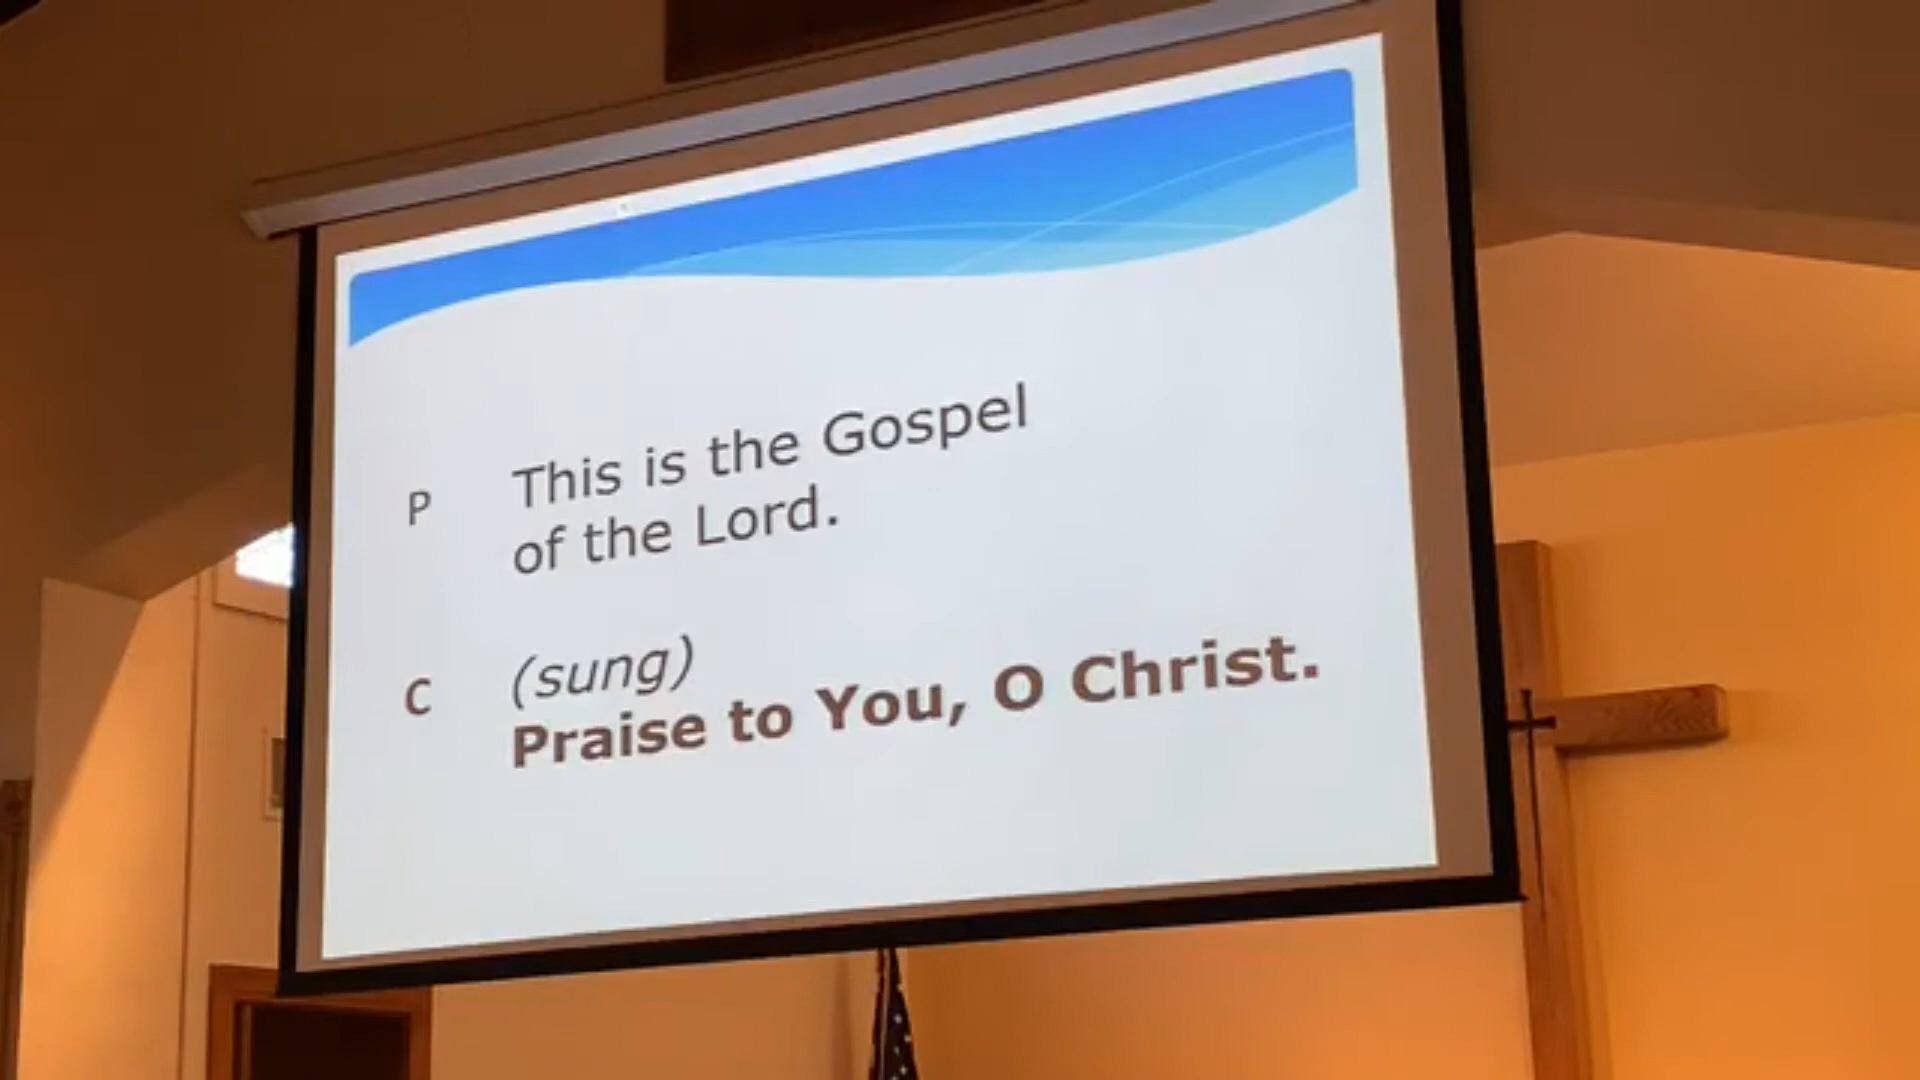 P This is the Gospel
of the Lord.
C (sung)
Praise to You, O Christ.